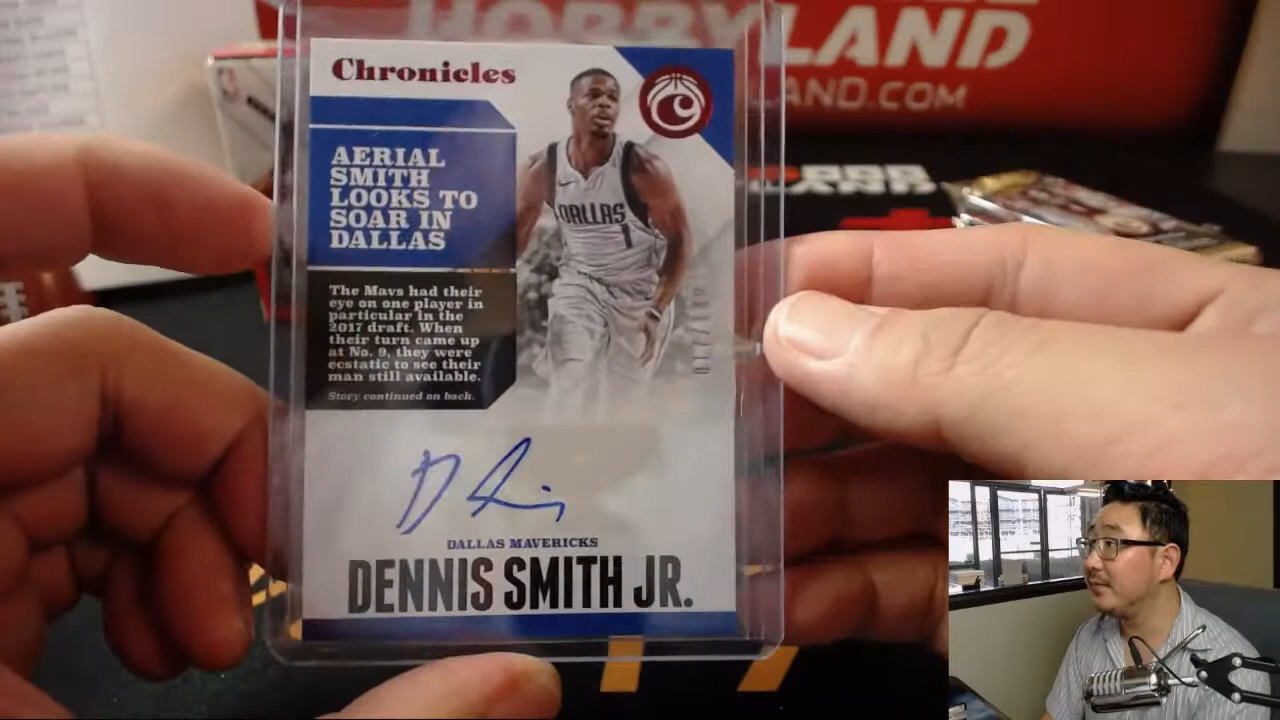 HOBBYLAND
AND.COM
Chronicles
C
AERIAL
SMITH
LOOKS TO
SOAR IN
DALLAS
DALLAS
1
The Mavs had their
eye on one player in
particular in the
2017 draft. When
their turn came up
at No. 9, they were
ecstatic to see their
man still available.
Story continued on back.
DALLAS MAVERICKS
DENNIS SMITH JR.